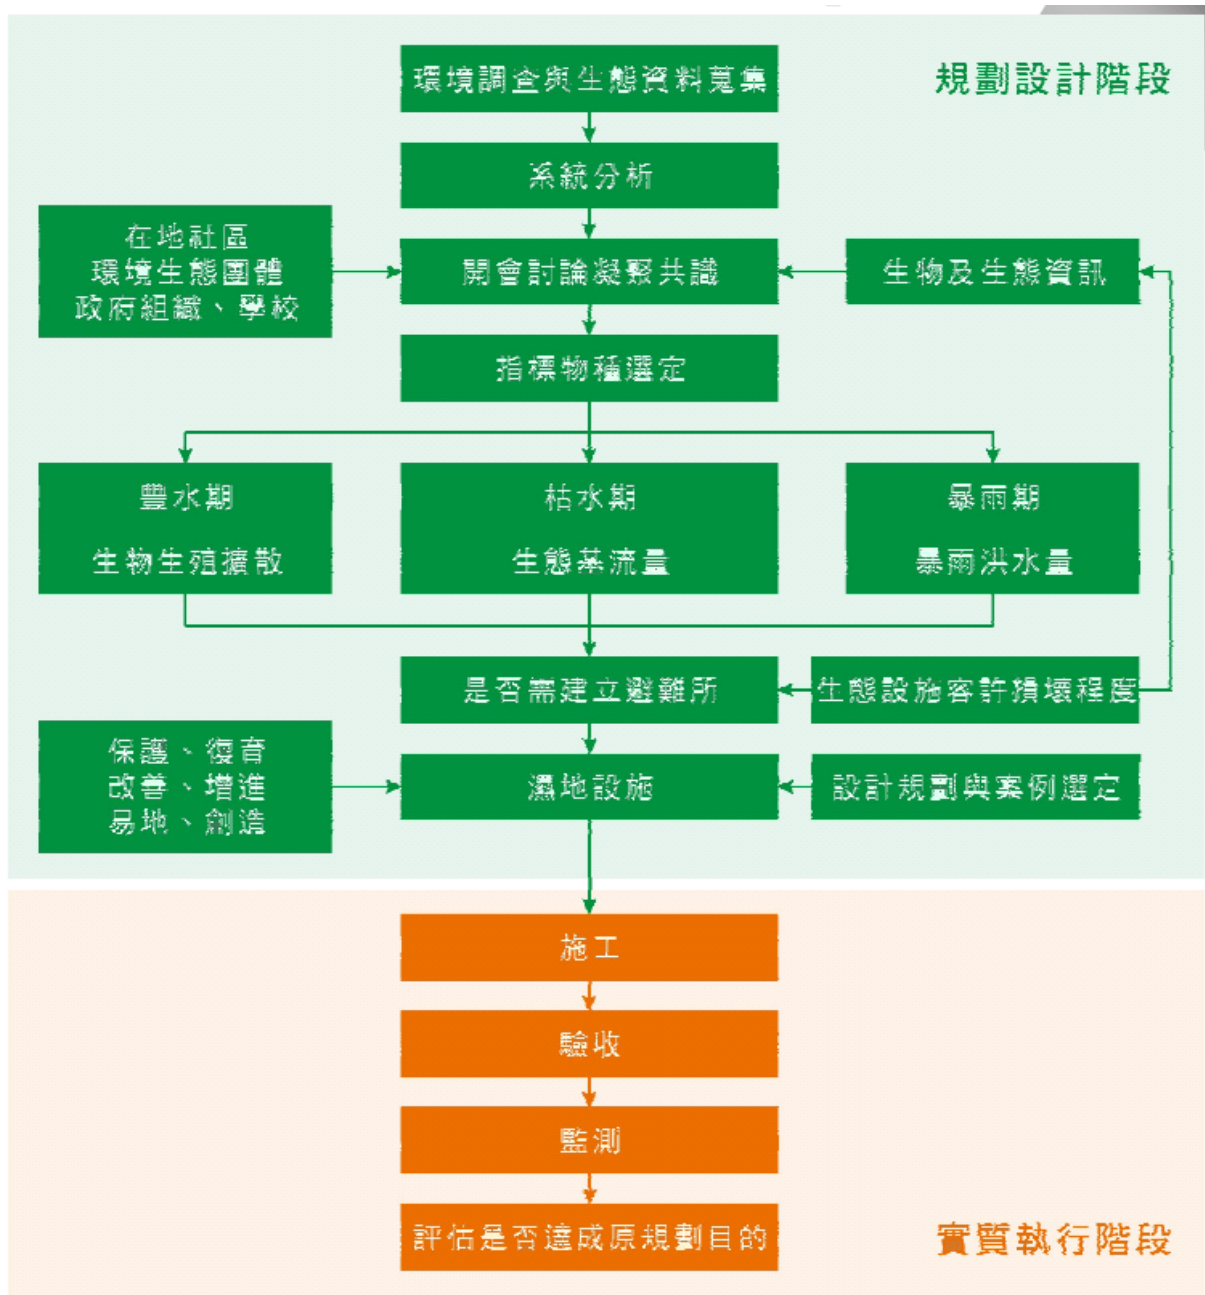 環境調查與生態資料蒐集
規劃設計階段
系統分析
在地社區
環境生態團體
政府組織、學校
開會討論凝聚共識
生物及生態資訊
指標物種選定
豐水期
生物生殖擴散
枯水期
生態基流量
暴雨期
暴雨洪水量
是否需建立避難所
生態設施容許損壞程度
保護、復育
改善、增進
易地、創造
濕地設施
設計規劃與案例選定
施工
驗收
監測
評估是否達成原規劃目的
實質執行階段